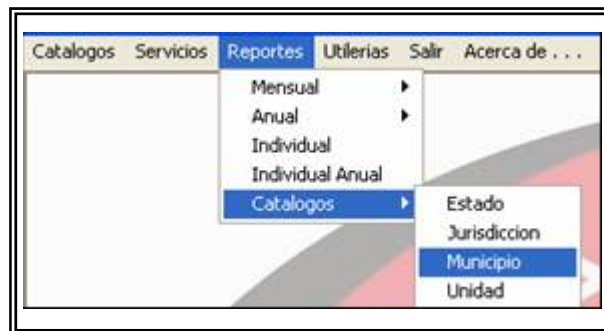 Catalogos Servicios Reportes Utilerias Salir Acerca de . . .
Mensual
Anual
Individual
Individual Anual
Catalogos
Estado
Jurisdiccion
Municipio
Unidad